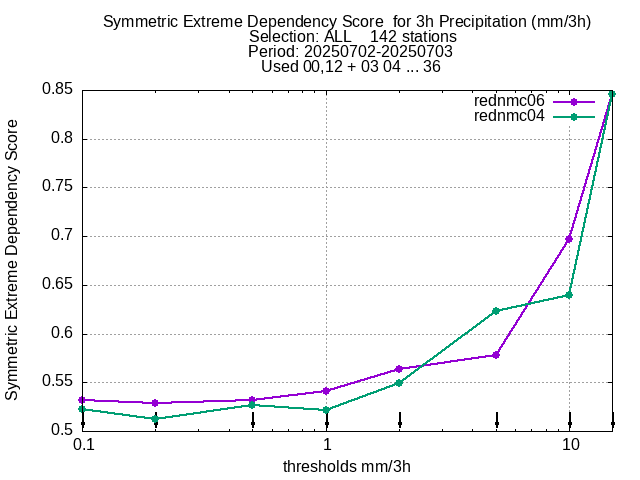 Symmetric Extreme Dependency Score  for 3h Precipitation (mm/3h)
Selection: ALL    142 stations
Period: 20250702-20250703
Used 00,12 + 03 04 ... 36
rednmc06
rednmc04
0.85
0.8
0.75
0.7
0.65
0.6
0.55
0.5
Symmetric Extreme Dependency Score
0.1 1 10
thresholds mm/3h